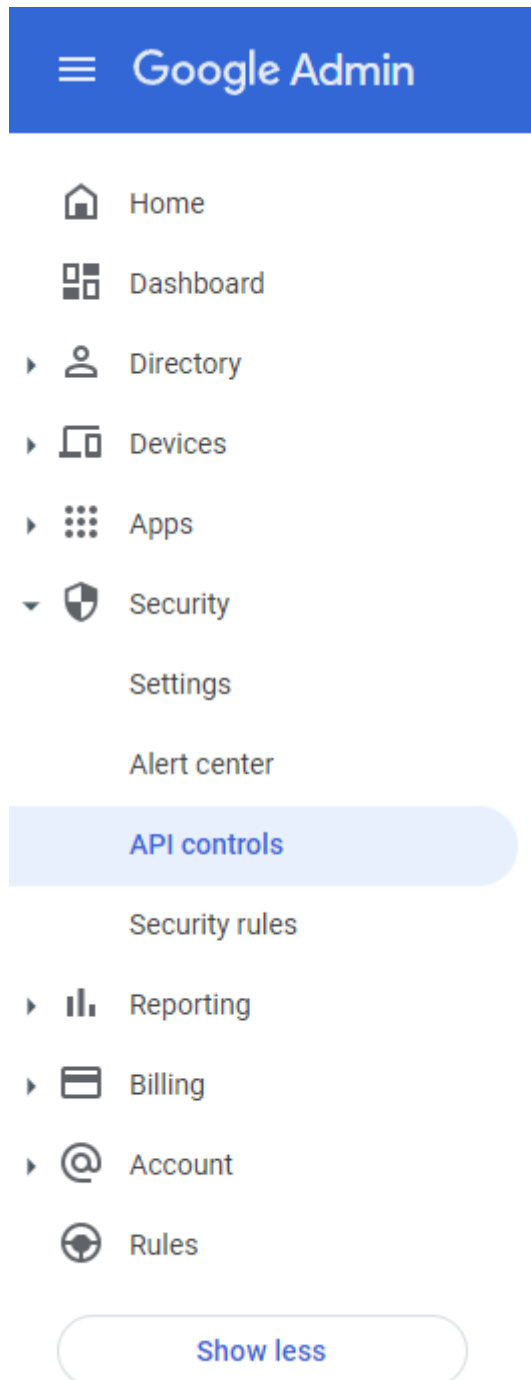 Google Admin
Home
Dashboard
Directory
Devices
Apps
Security
Settings
Alert center
API controls
Security rules
Reporting
Billing
Account
Rules
Show less